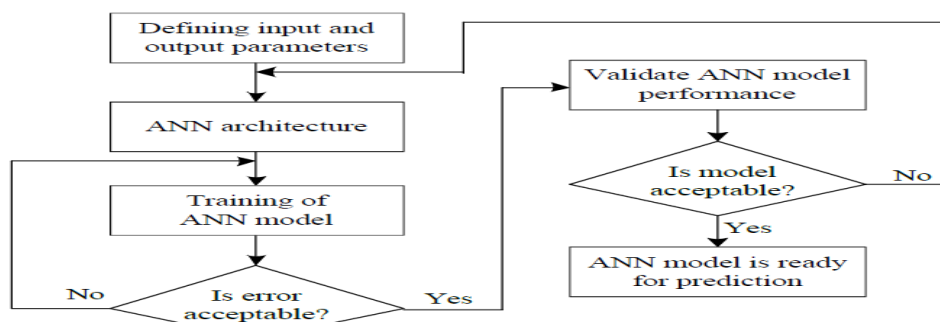 Defining input and
output parameters
ANN architecture
Training of
ANN model
Is error
acceptable?
No
Yes
Validate ANN model
performance
Is model
acceptable?
No
Yes
ANN model is ready
for prediction